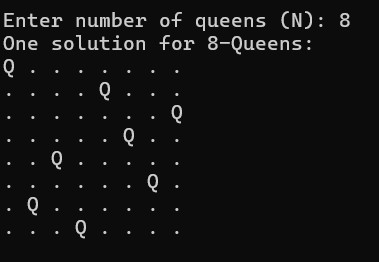 Enter number of queens (N): 8
One solution for 8-Queens:
Q . . . . . . .
. . . . Q . . .
. . . . . . . Q
. . . . . Q . .
. . Q . . . . .
. . . . . . Q .
. Q . . . . . .
. . . Q . . . .